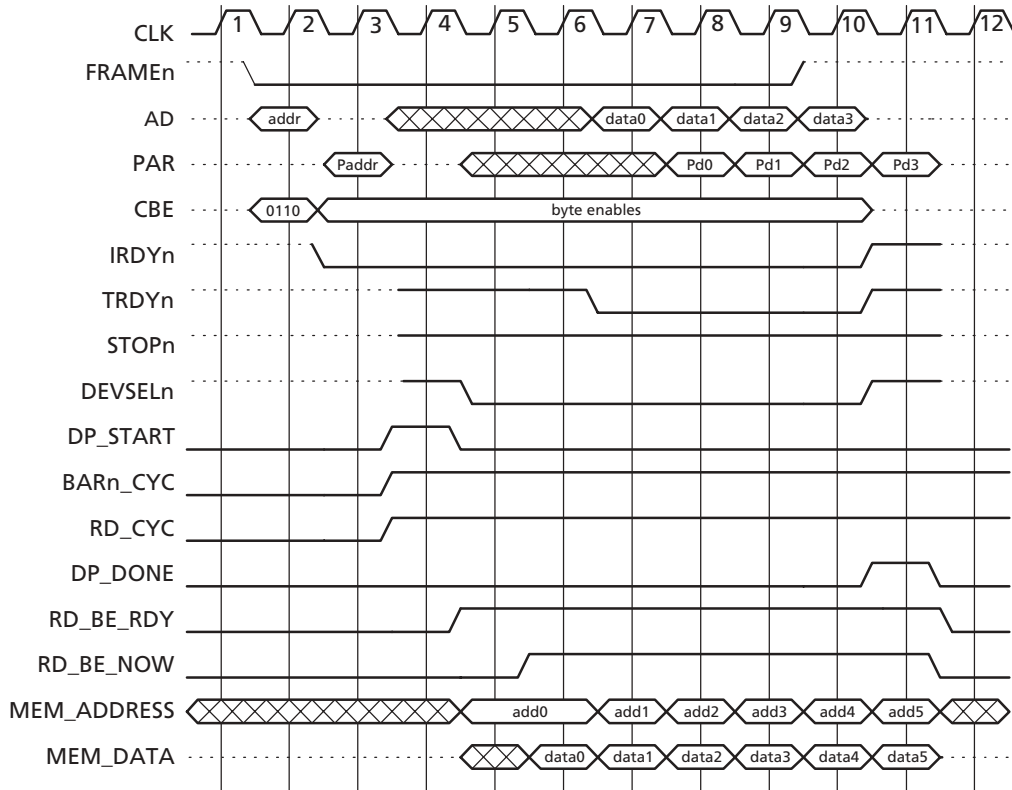 CLK 1 2 3 4 5 6 7 8 9 10 11 12
FRAMEn
AD addr data0 data1 data2 data3
PAR Paddr Pd0 Pd1 Pd2 Pd3
CBE 0110 byte enables
IRDYn
TRDYn
STOPn
DEVSELn
DP_START
BARn_CYC
RD_CYC
DP_DONE
RD_BE_RDY
RD_BE_NOW
MEM_ADDRESS add0 add1 add2 add3 add4 add5
MEM_DATA data0 data1 data2 data3 data4 data5